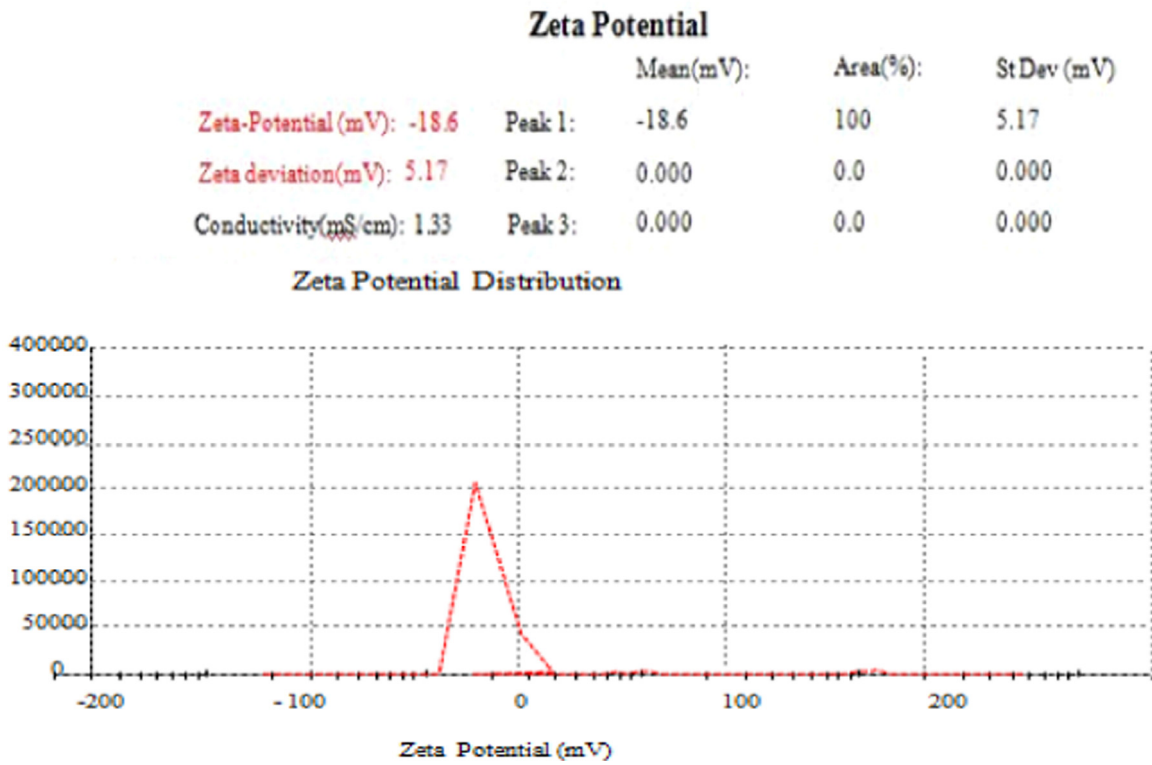 Zeta Potential
Mean(mV): Area(%): St Dev (mV)
Zeta-Potential (mV): -18.6 Peak 1: -18.6 100 5.17
Zeta deviation(mV): 5.17 Peak 2: 0.000 0.0 0.000
Conductivity(mS/cm): 1.33 Peak 3: 0.000 0.0 0.000
Zeta Potential Distribution
400000
300000
250000
200000
150000
100000
50000
0
-200 -100 0 100 200
Zeta Potential (mV)